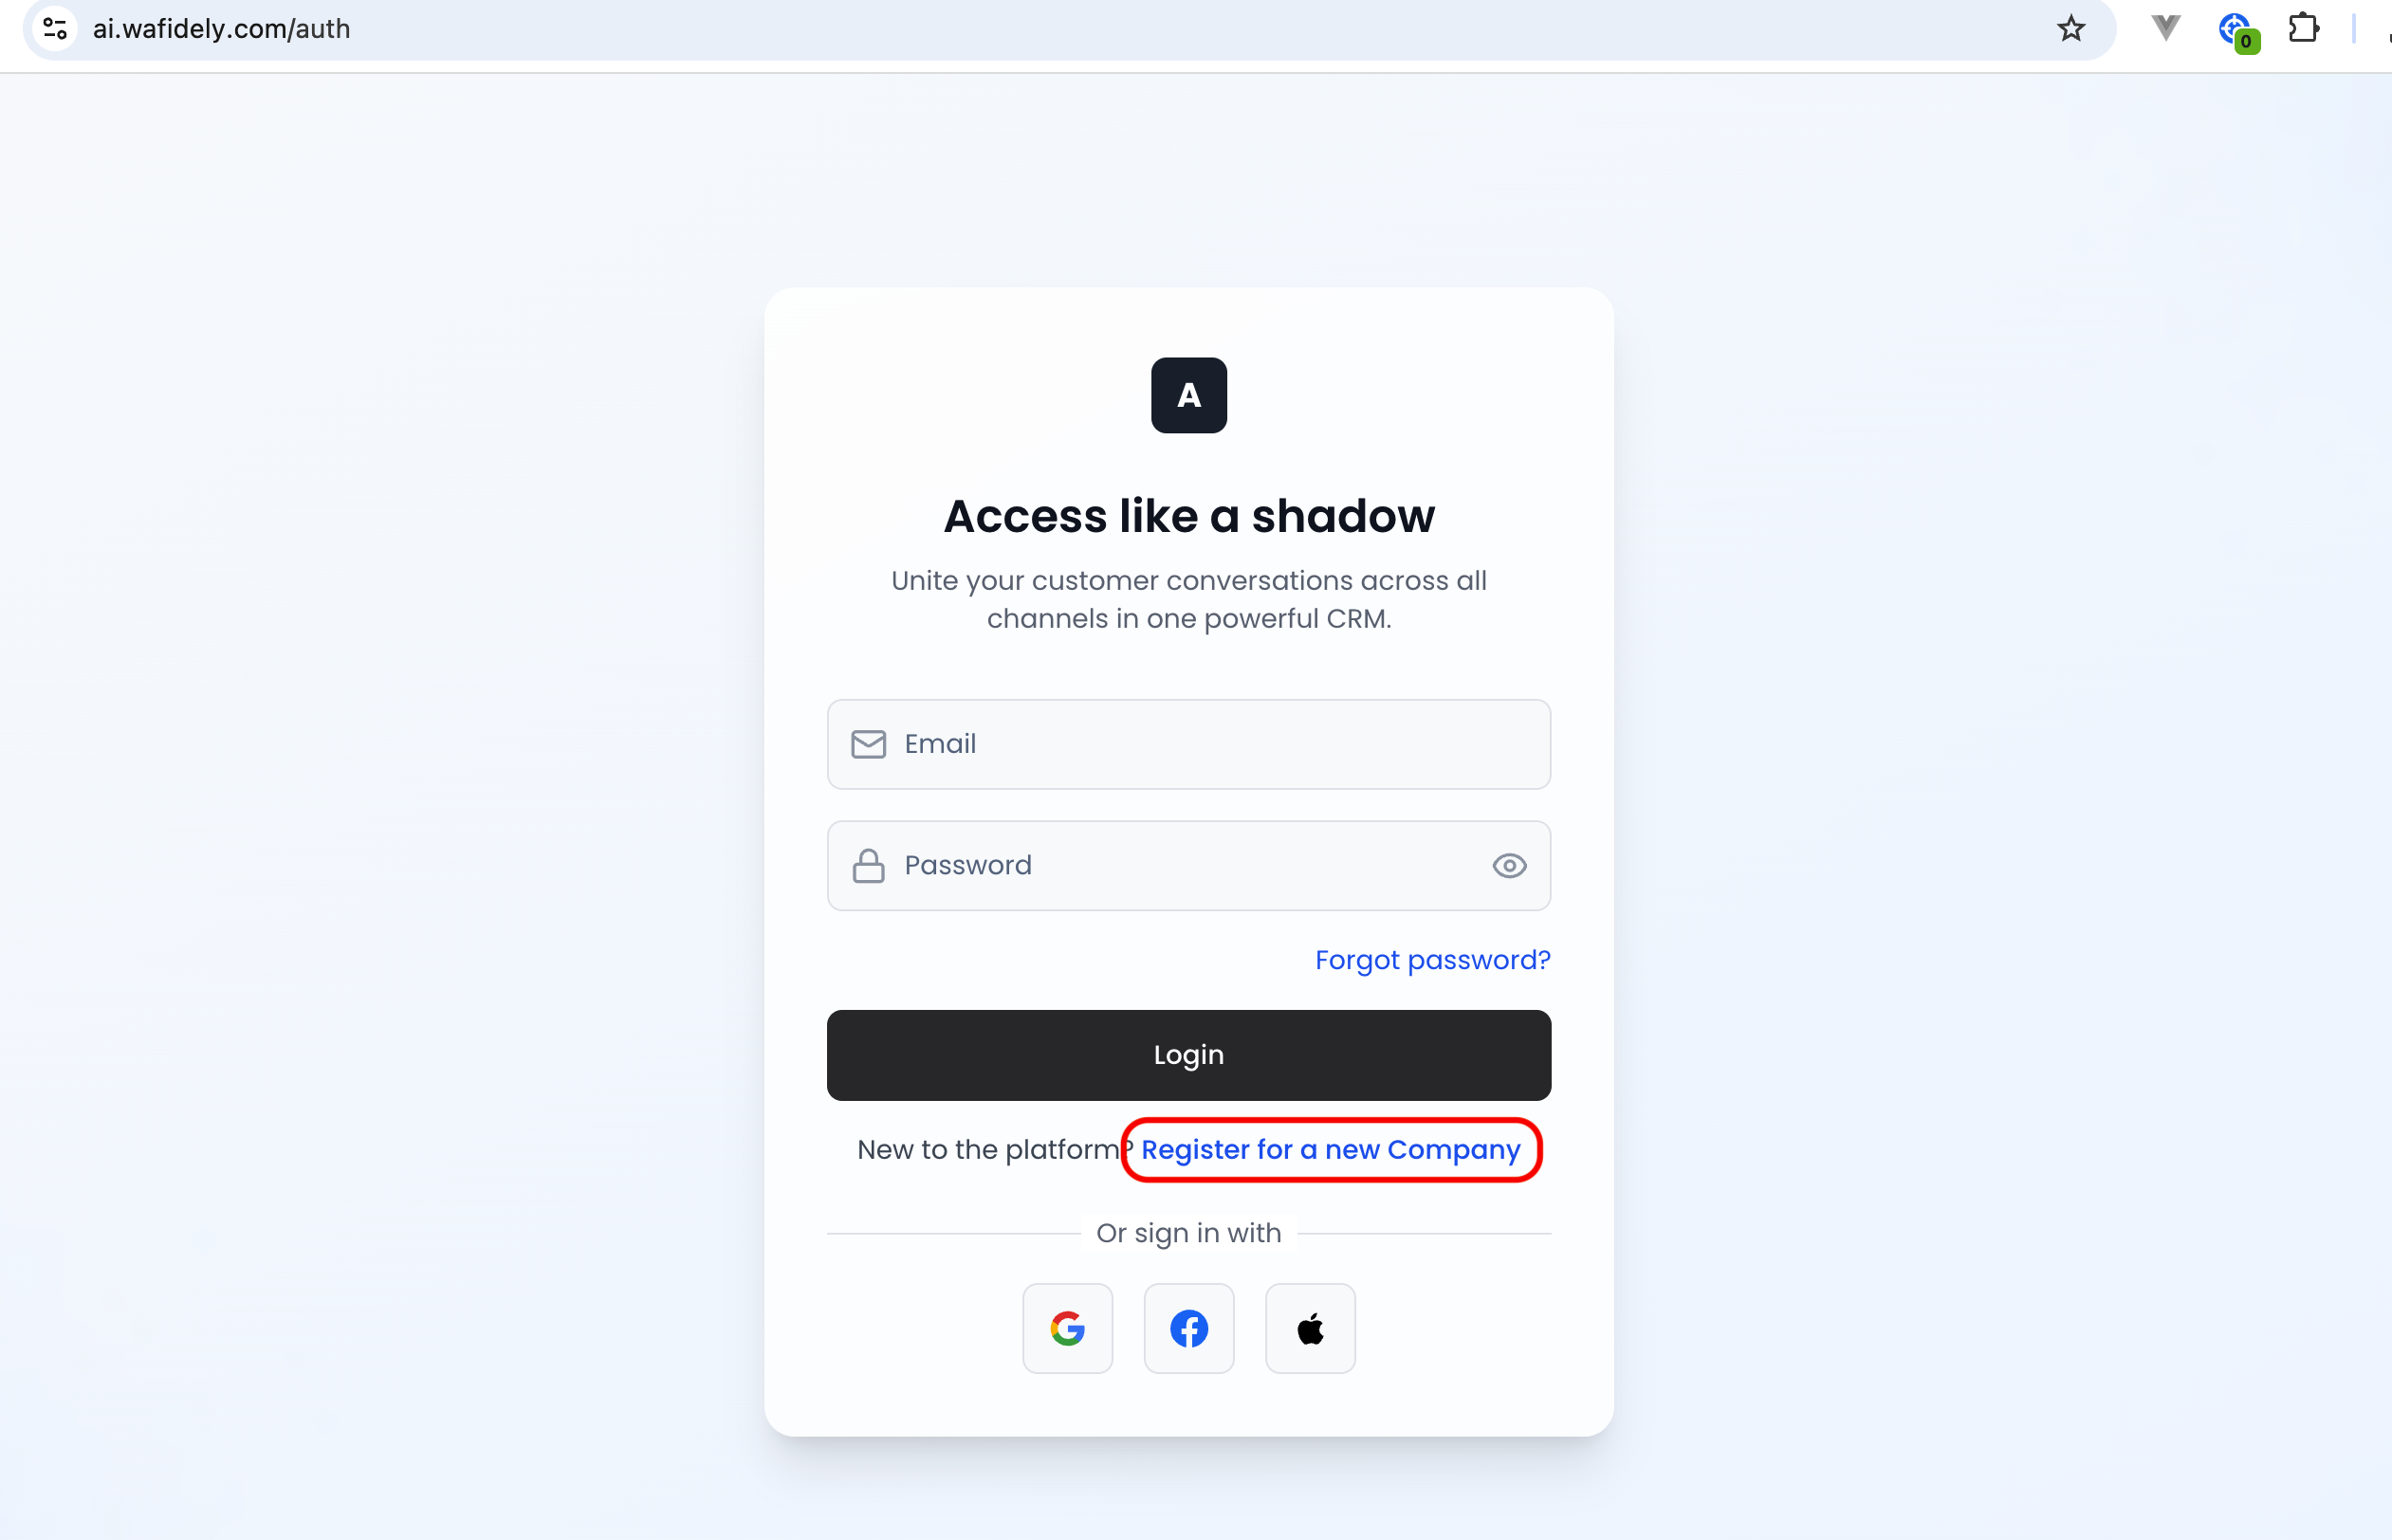 ai.wafidely.com/auth
0
A
Access like a shadow
Unite your customer conversations across all
channels in one powerful CRM.
Email
Password
Forgot password?
Login
New to the platform? Register for a new Company
Or sign in with